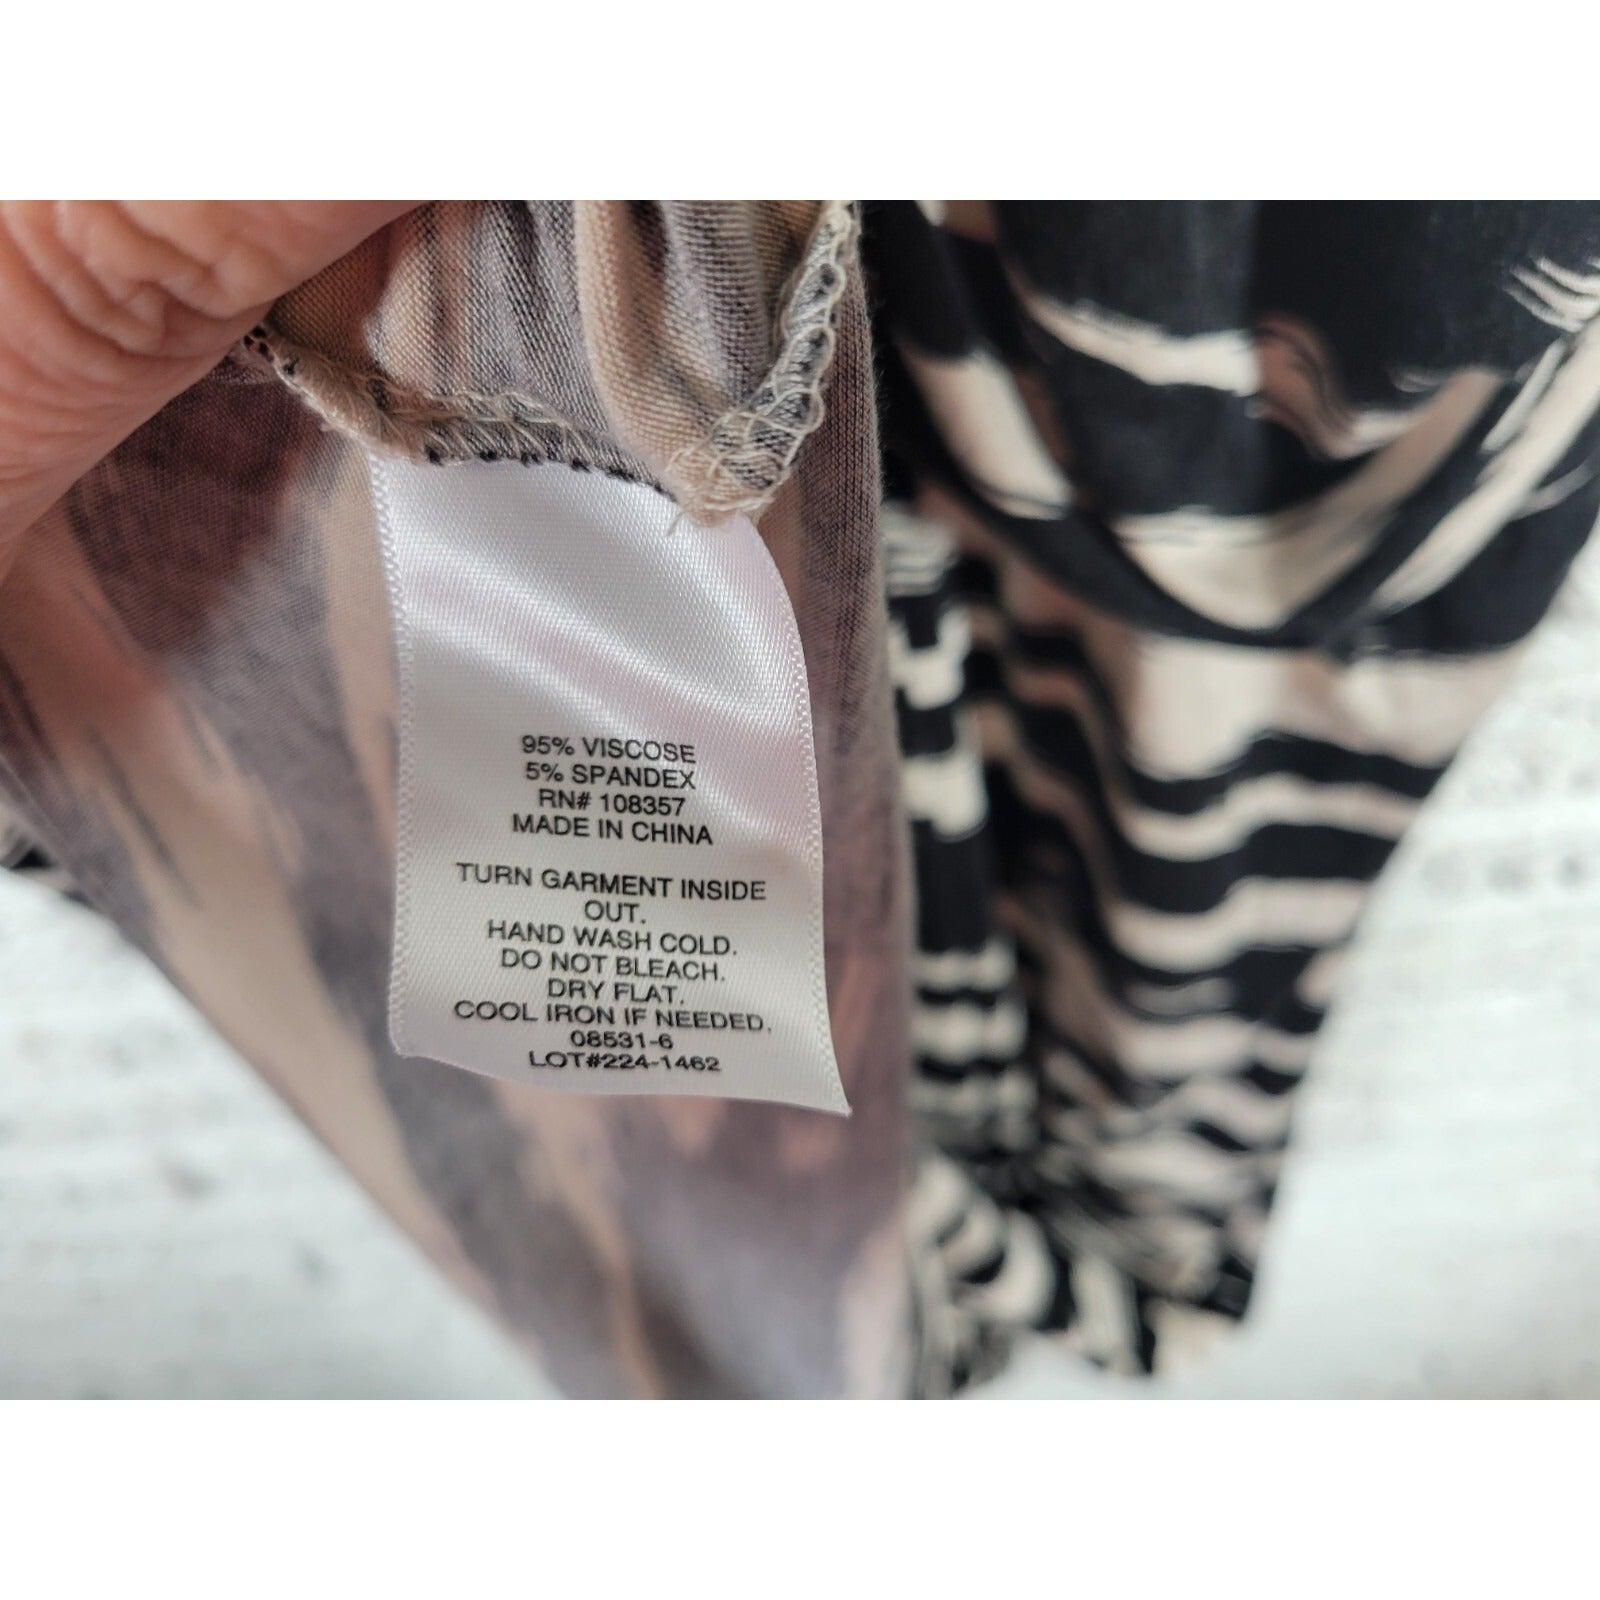 95% VISCOSE
5% SPANDEX
RN# 108357
MADE IN CHINA
TURN GARMENT INSIDE
OUT.
HAND WASH COLD.
DO NOT BLEACH.
DRY FLAT.
COOL IRON IF NEEDED.
08531-6
LOT#224-1462